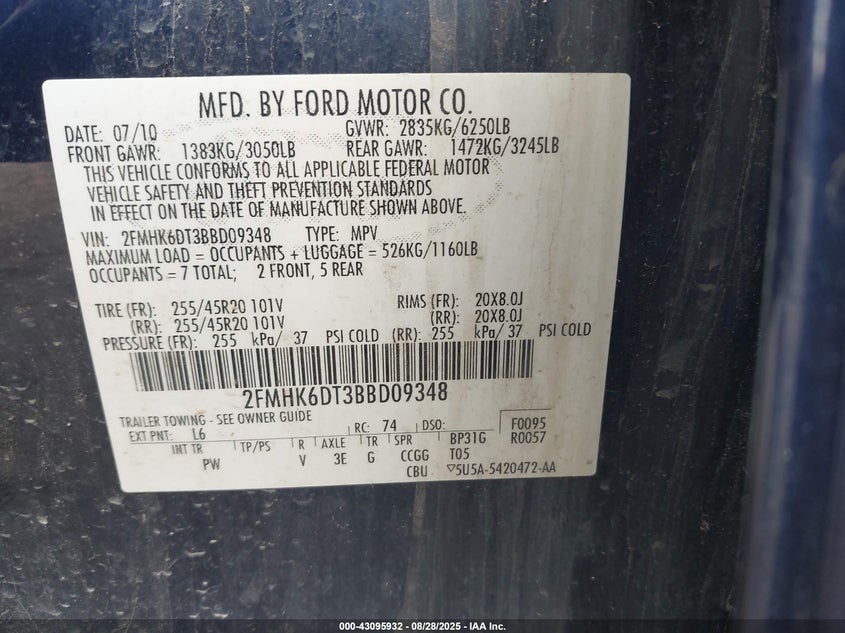 MFD. BY FORD MOTOR CO.
DATE: 07/10 GVWR: 2835KG/6250LB
FRONT GAWR: 1383KG/3050LB REAR GAWR: 1472KG/3245LB
THIS VEHICLE CONFORMS TO ALL APPLICABLE FEDERAL MOTOR
VEHICLE SAFETY AND THEFT PREVENTION STANDARDS
IN EFFECT ON THE DATE OF MANUFACTURE SHOWN ABOVE.
VIN: 2FMHK6DT3BBD09348 TYPE: MPV
MAXIMUM LOAD = OCCUPANTS + LUGGAGE = 526KG/1160LB
OCCUPANTS = 7 TOTAL; 2 FRONT, 5 REAR
TIRE (FR): 255/45R20 101V RIMS (FR): 20X8.0J
(RR): 255/45R20 101V (RR): 20X8.0J
PRESSURE (FR): 255 kPa/ 37 PSI COLD (RR): 255 kPa/ 37 PSI COLD
2FMHK6DT3BBD09348
TRAILER TOWING - SEE OWNER GUIDE
EXT PNT: L6 RC: 74 DSO: F0095
INT TR TP/PS R AXLE TR SPR BP31G R0057
PW V 3E G CCGG T05
CBU ▽5U5A-5420472-AA
000-43095932 - 08/28/2025 - IAA Inc.